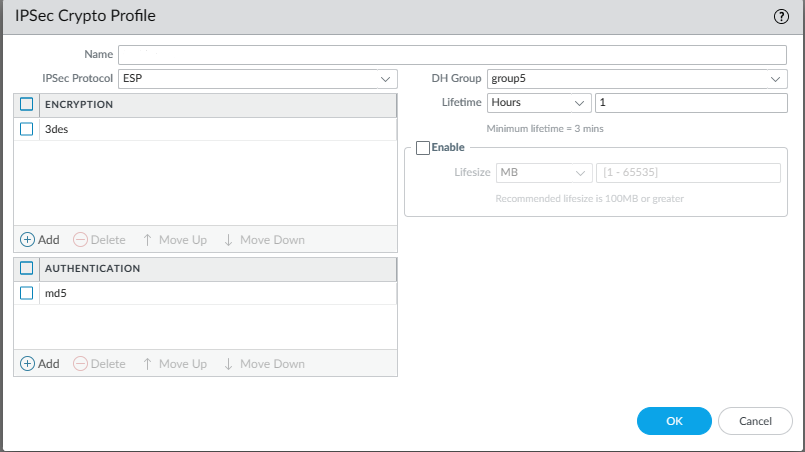 IPSec Crypto Profile
?
Name
IPSec Protocol ESP
DH Group group5
ENCRYPTION
Lifetime Hours 1
3des
Minimum lifetime = 3 mins
Enable
Lifesize MB [1 - 65535]
Recommended lifesize is 100MB or greater
Add Delete Move Up Move Down
AUTHENTICATION
md5
Add Delete Move Up Move Down
OK Cancel